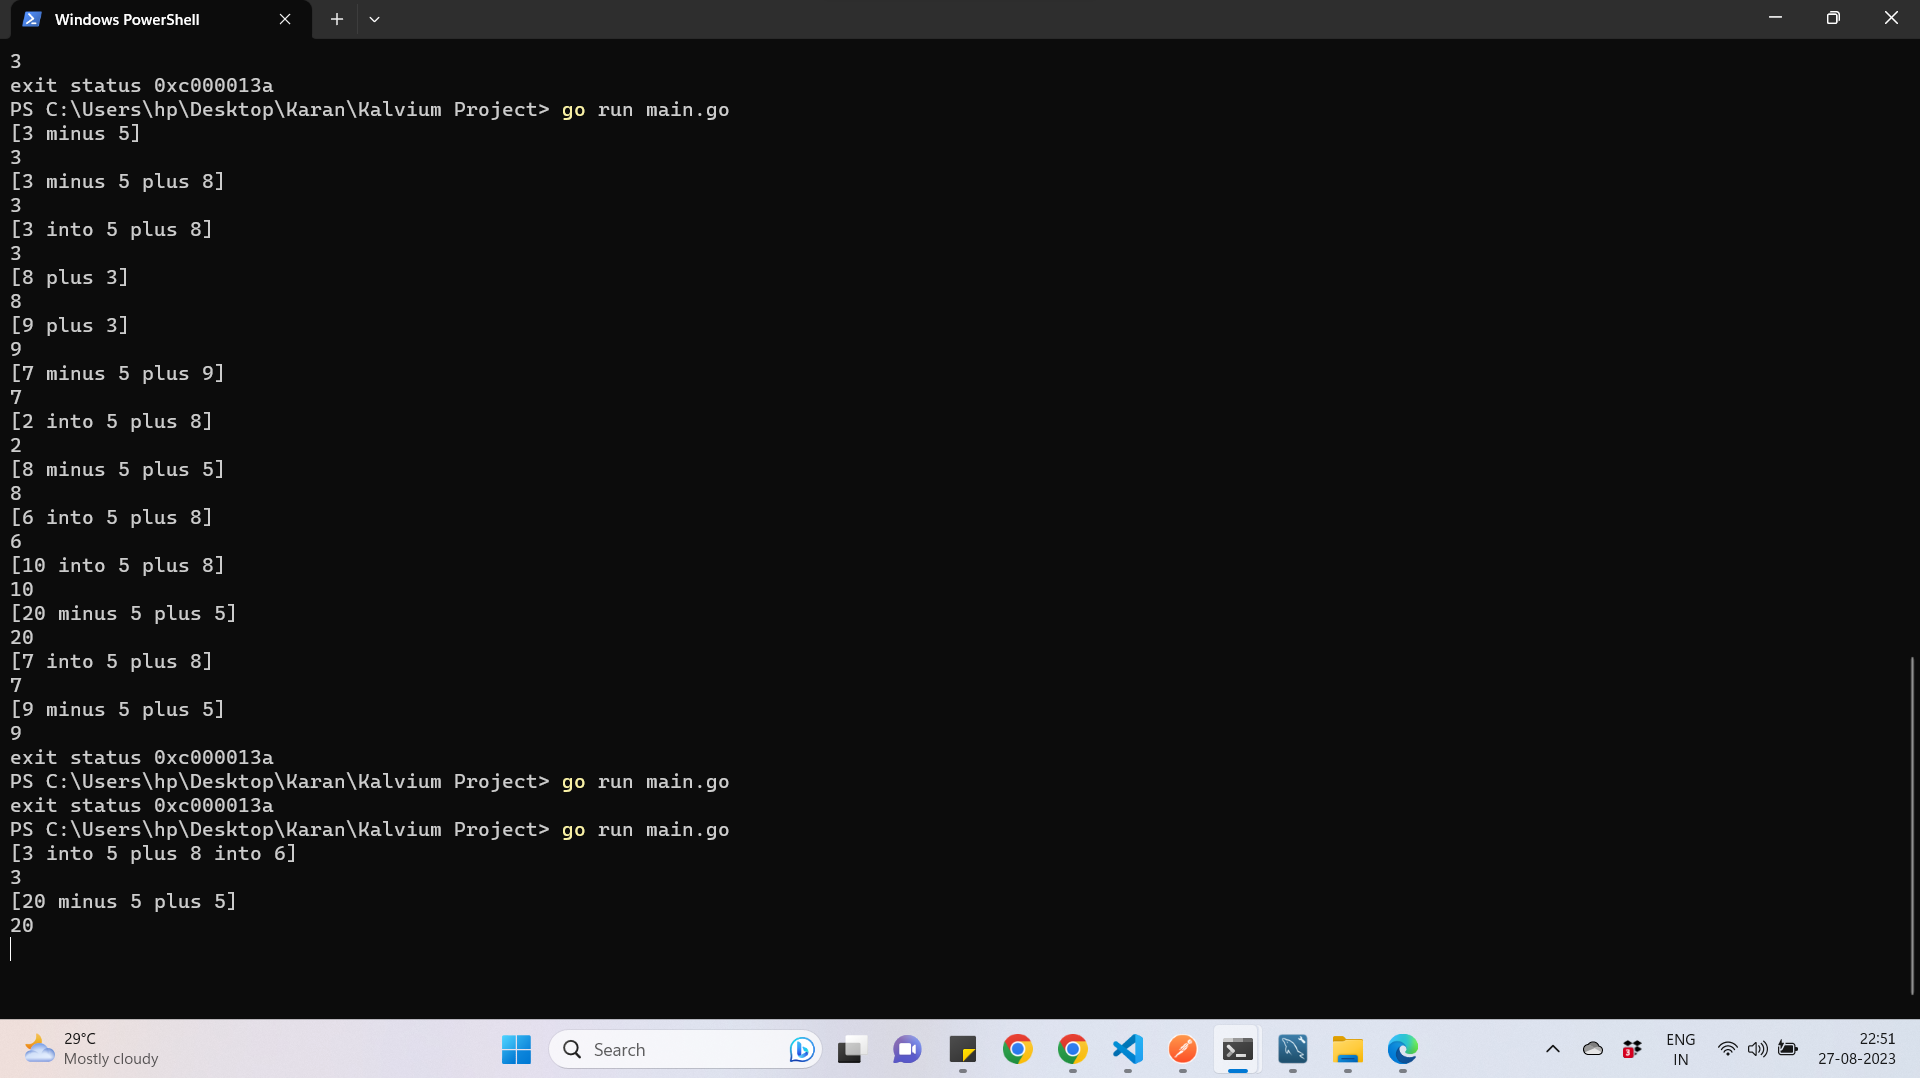 Windows PowerShell
3
exit status 0xc000013a
PS C:\Users\hp\Desktop\Karan\Kalvium Project> go run main.go
[3 minus 5]
3
[3 minus 5 plus 8]
3
[3 into 5 plus 8]
3
[8 plus 3]
8
[9 plus 3]
9
[7 minus 5 plus 9]
7
[2 into 5 plus 8]
2
[8 minus 5 plus 5]
8
[6 into 5 plus 8]
6
[10 into 5 plus 8]
10
[20 minus 5 plus 5]
20
[7 into 5 plus 8]
7
[9 minus 5 plus 5]
9
exit status 0xc000013a
PS C:\Users\hp\Desktop\Karan\Kalvium Project> go run main.go
exit status 0xc000013a
PS C:\Users\hp\Desktop\Karan\Kalvium Project> go run main.go
[3 into 5 plus 8 into 6]
3
[20 minus 5 plus 5]
20
29°C
Mostly cloudy
Search
3
ENG
IN
22:51
27-08-2023